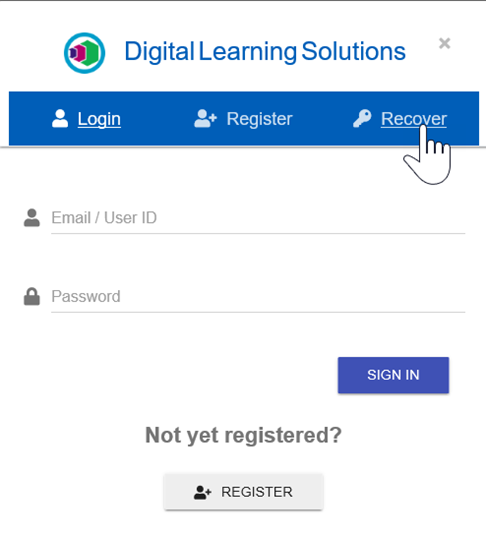 Digital Learning Solutions
×
Login Register Recover
Email / User ID
Password
SIGN IN
Not yet registered?
REGISTER